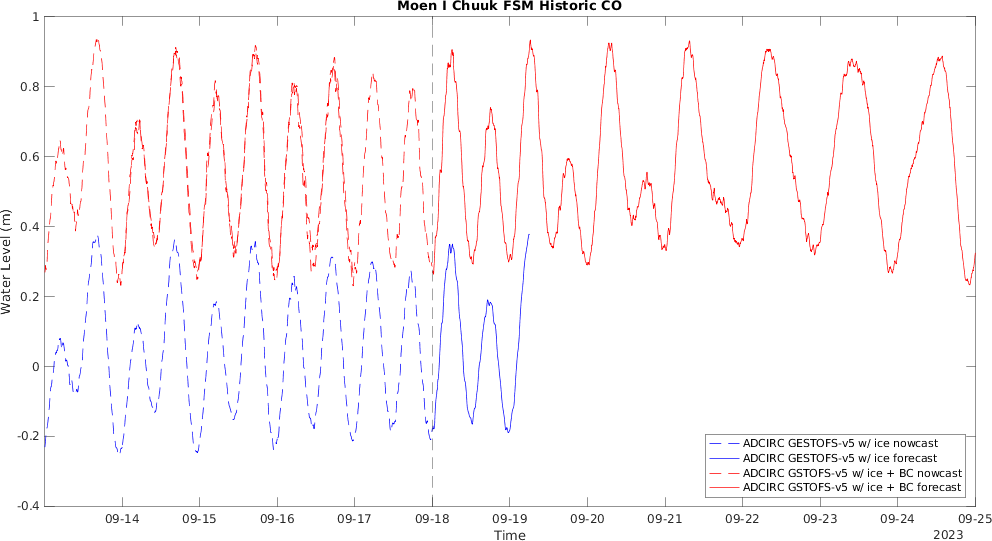 Moen I Chuuk FSM Historic CO
Water Level (m)
1
0.8
0.6
0.4
0.2
0
-0.2
-0.4
ADCIRC GESTOFS-v5 w/ ice nowcast
ADCIRC GESTOFS-v5 w/ ice forecast
ADCIRC GSTOFS-v5 w/ ice + BC nowcast
ADCIRC GSTOFS-v5 w/ ice + BC forecast
09-14 09-15 09-16 09-17 09-18 09-19 09-20 09-21 09-22 09-23 09-24 09-25
Time
2023